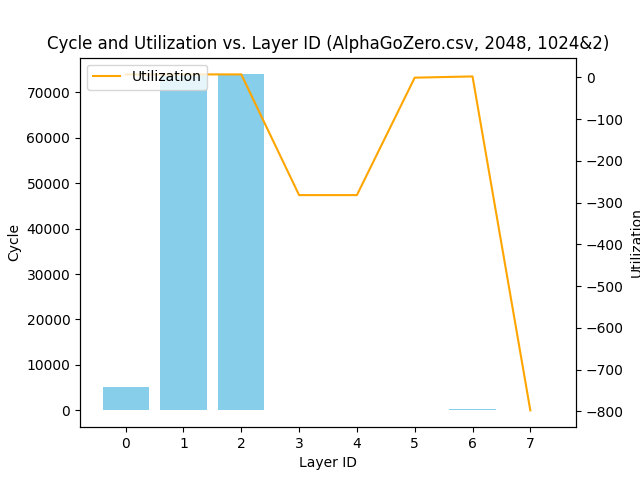 Cycle and Utilization vs. Layer ID (AlphaGoZero.csv, 2048, 1024&2)
Utilization
70000
60000
50000
40000
30000
20000
10000
0
Cycle
0
−100
−200
−300
−400
−500
−600
−700
−800
Utilization
0 1 2 3 4 5 6 7
Layer ID